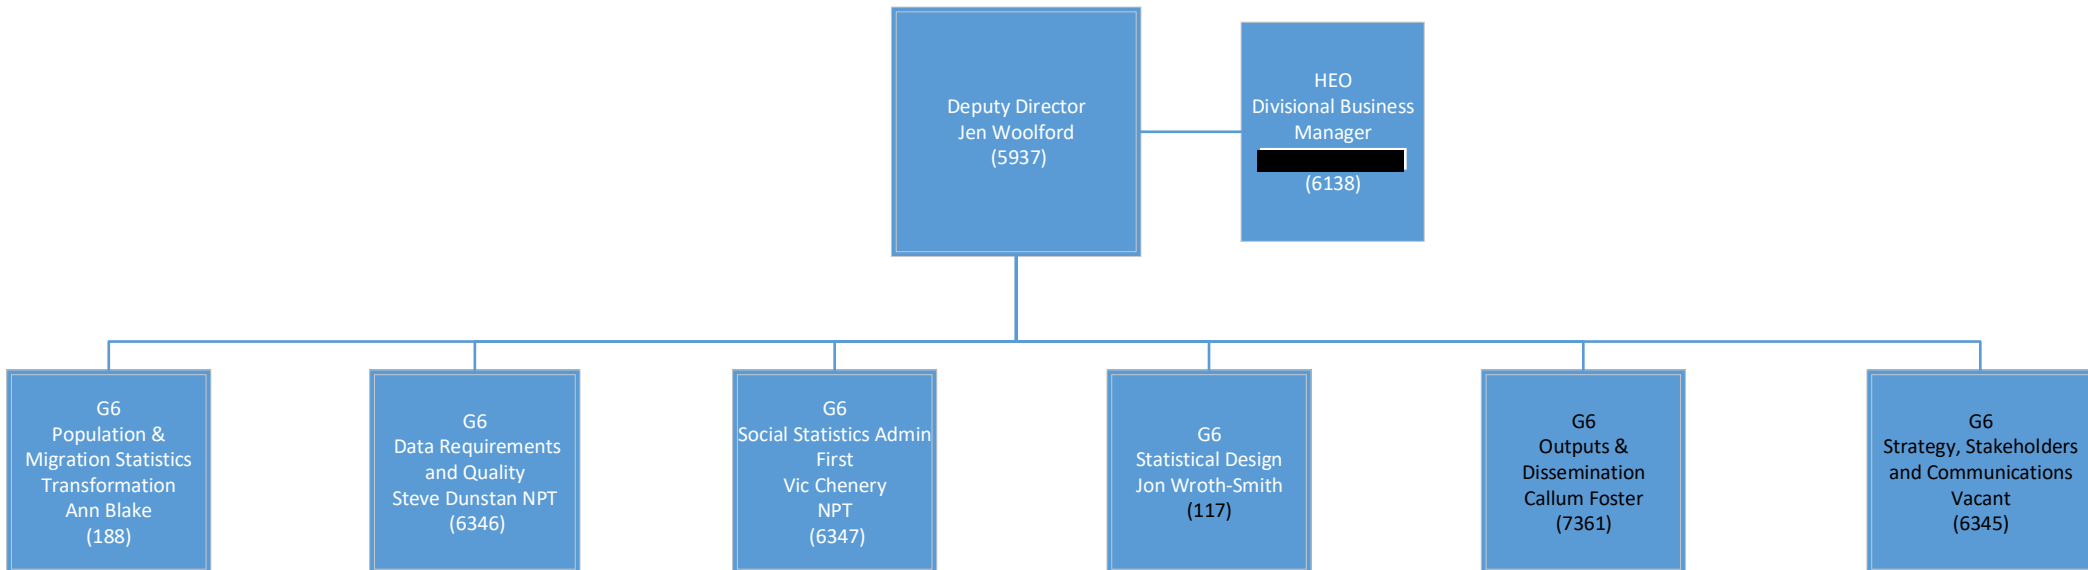 Deputy Director
Jen Woolford
(5937)
HEO
Divisional Business
Manager
(6138)
G6
Population &
Migration Statistics
Transformation
Ann Blake
(188)
G6
Data Requirements
and Quality
Steve Dunstan NPT
(6346)
G6
Social Statistics Admin
First
Vic Chenery
NPT
(6347)
G6
Statistical Design
Jon Wroth-Smith
(117)
G6
Outputs &
Dissemination
Callum Foster
(7361)
G6
Strategy, Stakeholders
and Communications
Vacant
(6345)